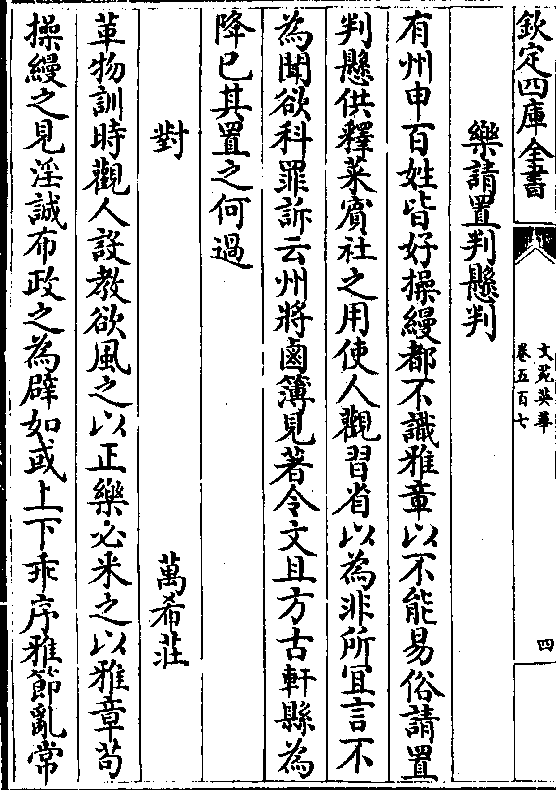 欽定四庫全書
文苑英華
卷五百七
四
樂請置判懸判
有州申百姓皆好操縵都不識雅章以不能易俗請置
判懸供釋菜賓社之用使人觀習省以為非所冝言不
為聞欲科罪訴云州將鹵簿見著令文且方古軒縣為
降已其置之何過
對
萬希莊
革物訓時觀人設教欲風之以正樂必米之以雅章茍
操縵之見淫誠布政之為辟如或上下乖序雅節亂常